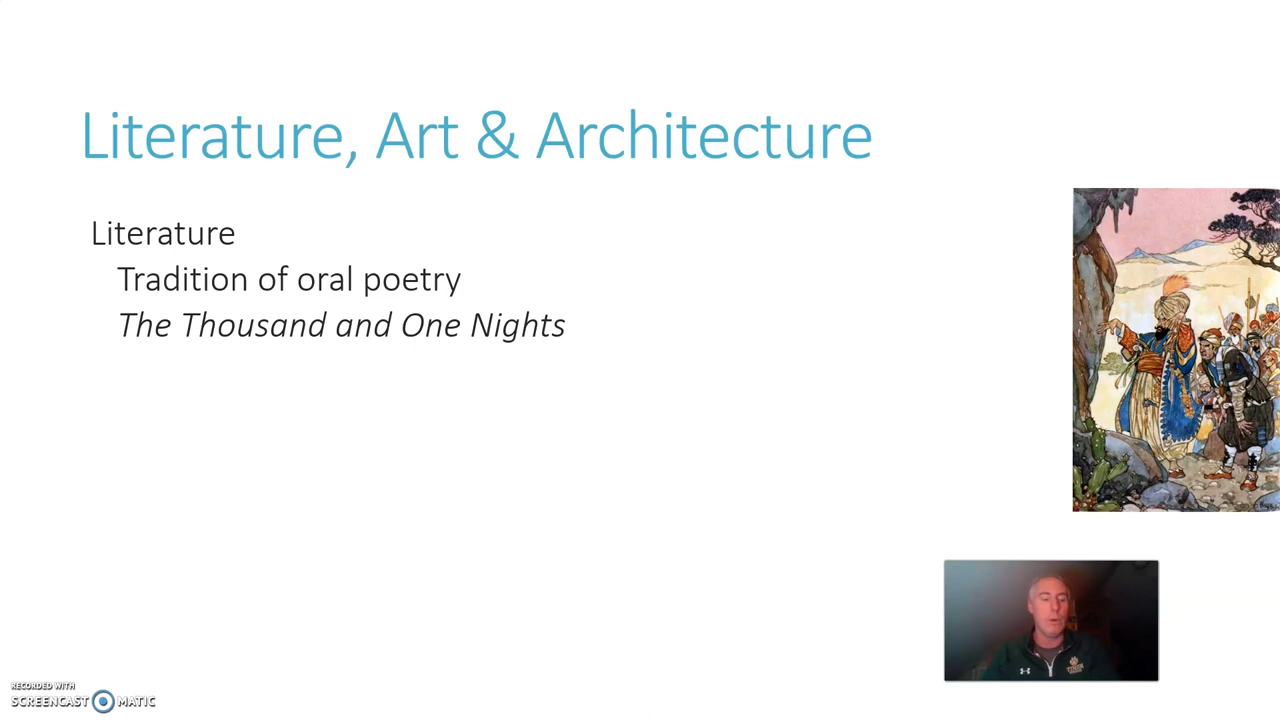 Literature, Art & Architecture
Literature
Tradition of oral poetry
The Thousand and One Nights
RECORDED WITH
SCREENCAST MATIC